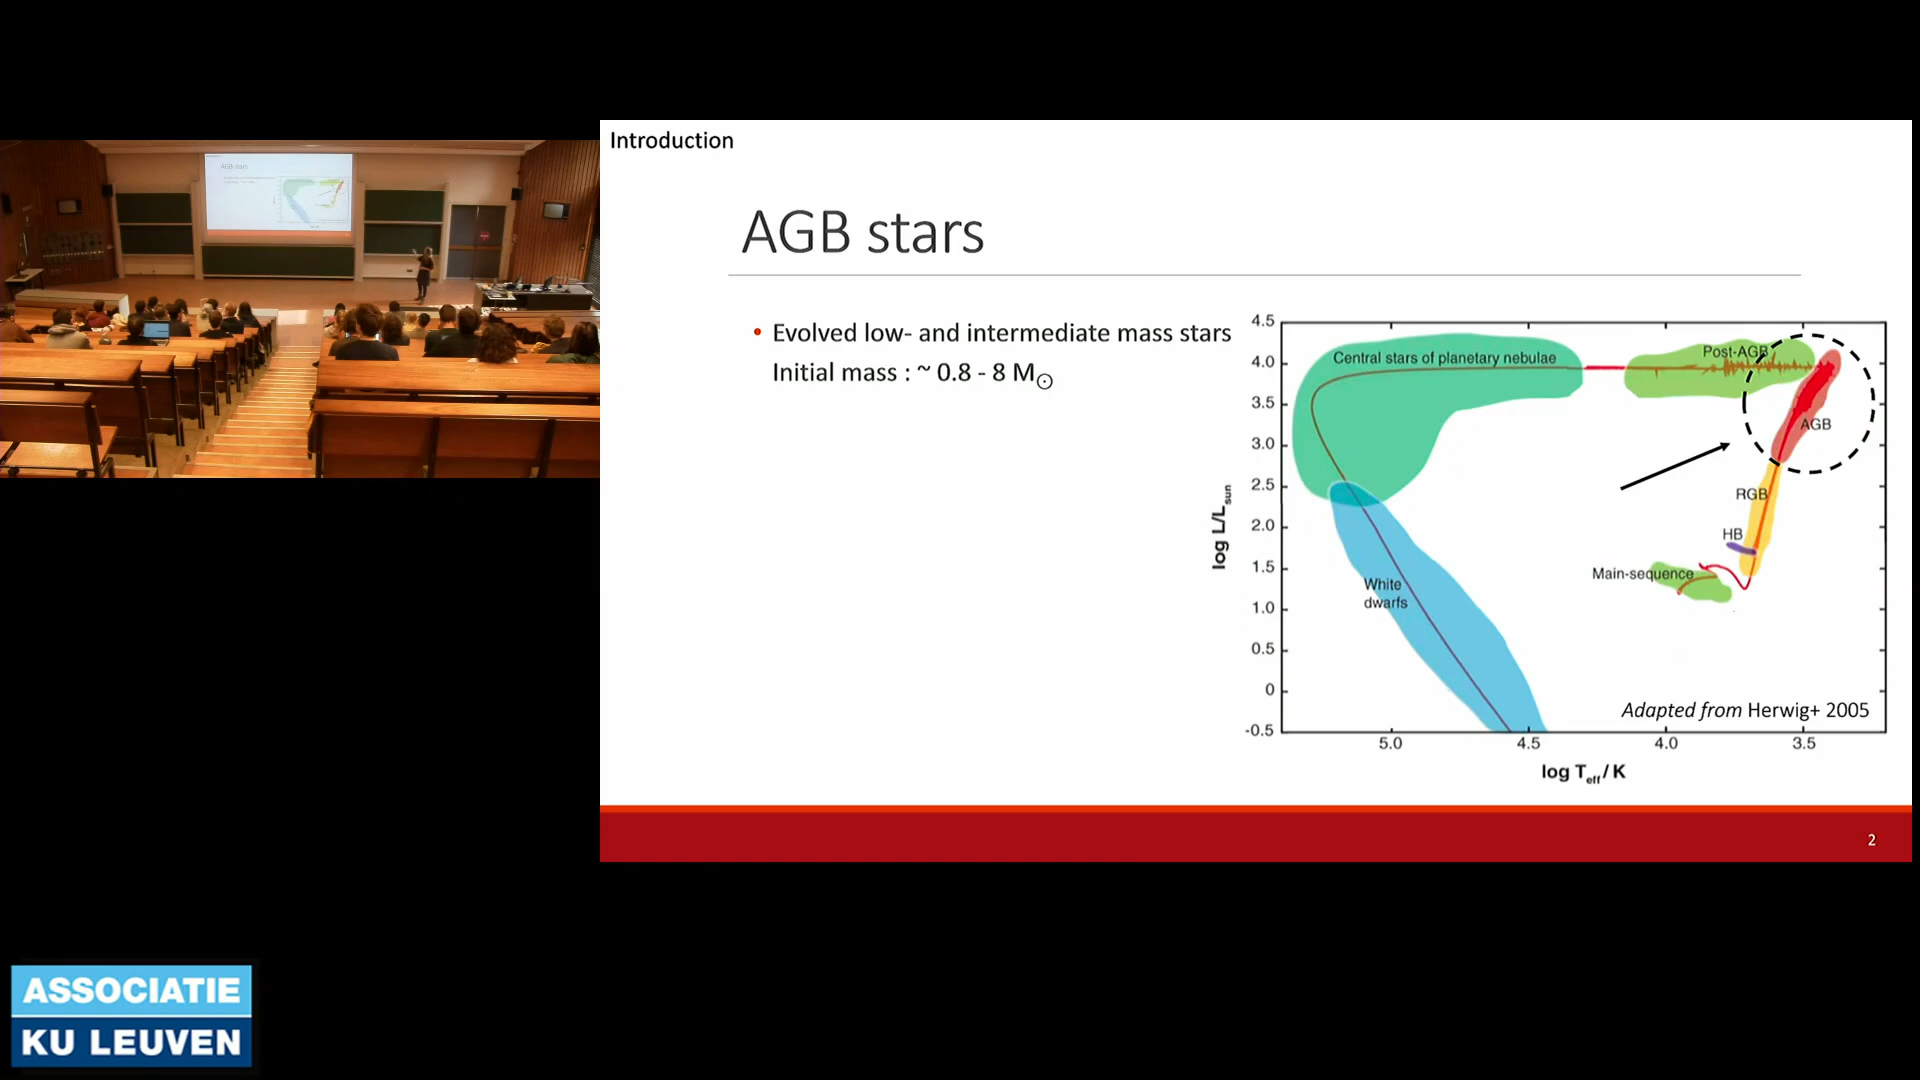 Introduction
AGB stars
AGB stars
• Evolved low- and intermediate mass stars
Initial mass : ~ 0.8 - 8 M⊙
4.5
4.0
3.5
3.0
2.5
2.0
1.5
1.0
0.5
0
-0.5
log L/Lsun
Central stars of planetary nebulae
Post-AGB
AGB
RGB
HB
Main-sequence
White
dwarfs
Adapted from Herwig+ 2005
5.0 4.5 4.0 3.5
log Teff / K
2
ASSOCIATIE
KU LEUVEN